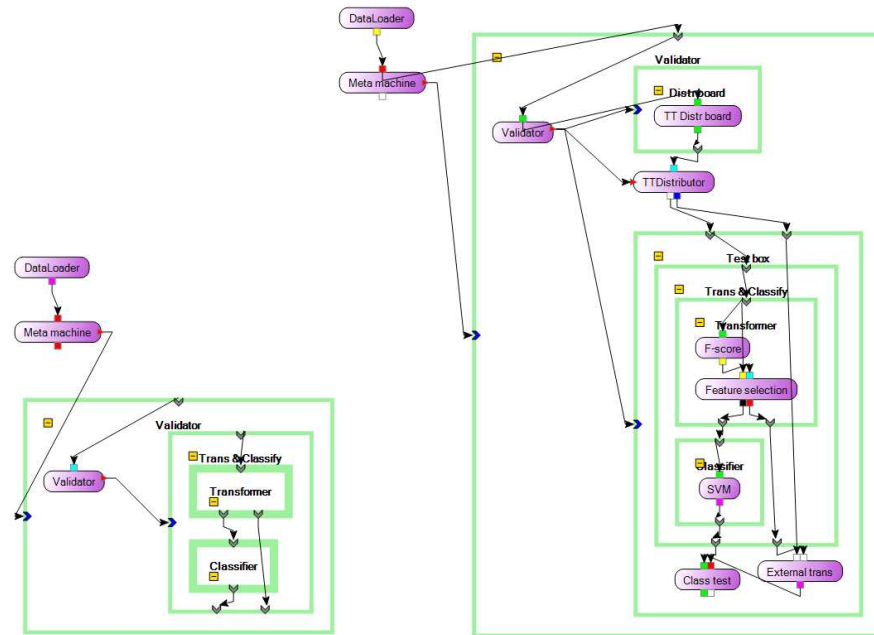 DataLoader
Meta machine
Validator
Validator
Trans & Classify
Transformer
Classifier
DataLoader
Meta machine
Validator
Validator
Distrboard
TT Distr board
TTDistributor
Test box
Trans & Classify
Transformer
F-score
Feature selection
Classifier
SVM
Class test
External trans